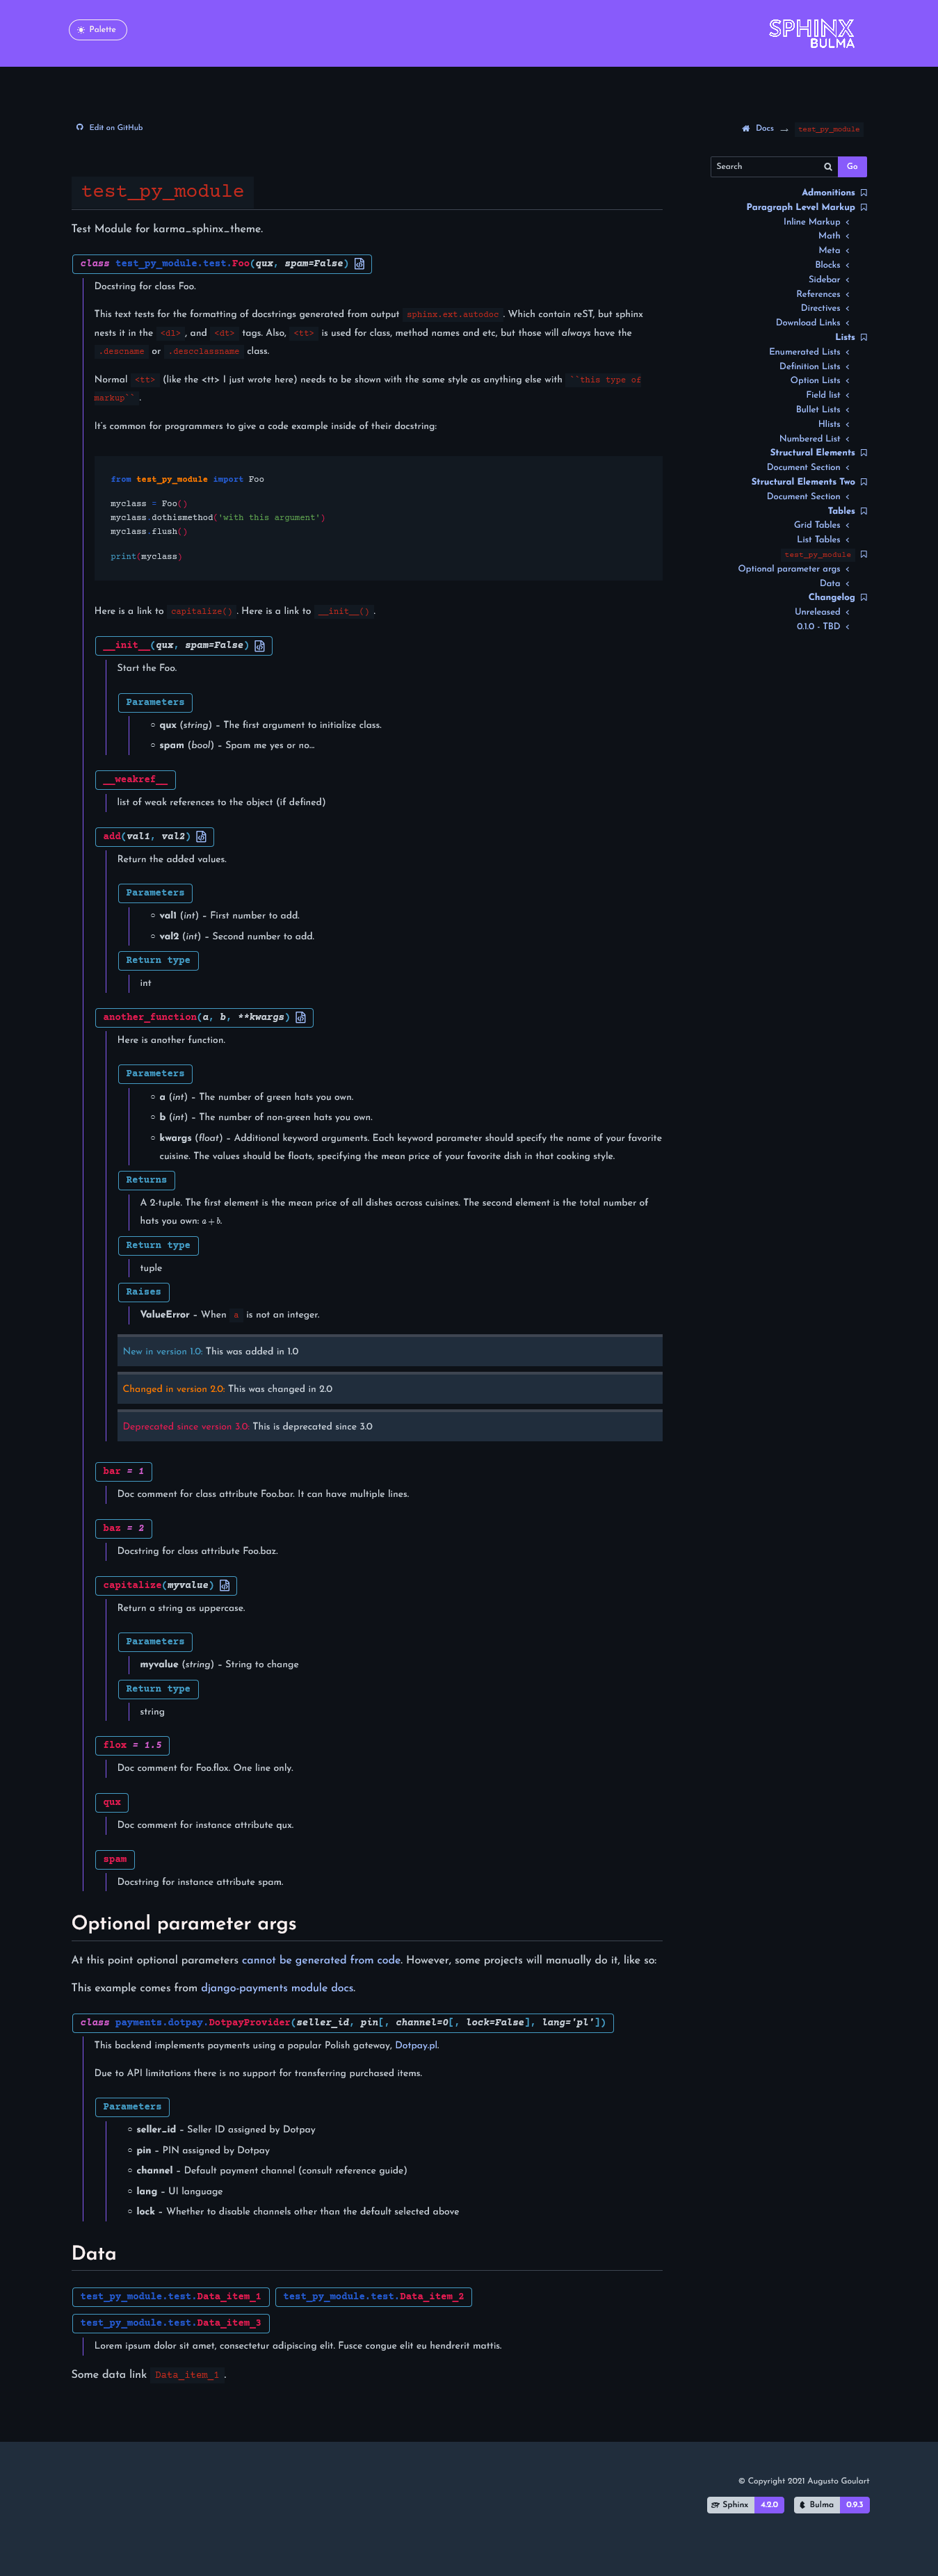 Palette
SPHINX
BULMA
Edit on GitHub
Docs → test_py_module
Search
Go
test_py_module
Test Module for karma_sphinx_theme.
class test_py_module.test.Foo(qux, spam=False)
Docstring for class Foo.
This text tests for the formatting of docstrings generated from output sphinx.ext.autodoc. Which contain reST, but sphinx
nests it in the <dl>, and <dt> tags. Also, <tt> is used for class, method names and etc, but those will always have the
.descname or .descclassname class.
Normal <tt> (like the <tt> I just wrote here) needs to be shown with the same style as anything else with ``this type of
markup``.
It's common for programmers to give a code example inside of their docstring:
from test_py_module import Foo
myclass = Foo()
myclass.dothismethod('with this argument')
myclass.flush()
print(myclass)
Here is a link to capitalize(). Here is a link to __init__().
__init__(qux, spam=False)
Start the Foo.
Parameters
○ qux (string) – The first argument to initialize class.
○ spam (bool) – Spam me yes or no…
__weakref__
list of weak references to the object (if defined)
add(val1, val2)
Return the added values.
Parameters
○ val1 (int) – First number to add.
○ val2 (int) – Second number to add.
Return type
int
another_function(a, b, **kwargs)
Here is another function.
Parameters
○ a (int) – The number of green hats you own.
○ b (int) – The number of non-green hats you own.
○ kwargs (float) – Additional keyword arguments. Each keyword parameter should specify the name of your favorite
cuisine. The values should be floats, specifying the mean price of your favorite dish in that cooking style.
Returns
A 2-tuple. The first element is the mean price of all dishes across cuisines. The second element is the total number of
hats you own: a + b.
Return type
tuple
Raises
ValueError – When a is not an integer.
New in version 1.0: This was added in 1.0
Changed in version 2.0: This was changed in 2.0
Deprecated since version 3.0: This is deprecated since 3.0
bar = 1
Doc comment for class attribute Foo.bar. It can have multiple lines.
baz = 2
Docstring for class attribute Foo.baz.
capitalize(myvalue)
Return a string as uppercase.
Parameters
myvalue (string) – String to change
Return type
string
flox = 1.5
Doc comment for Foo.flox. One line only.
qux
Doc comment for instance attribute qux.
spam
Docstring for instance attribute spam.
Optional parameter args
At this point optional parameters cannot be generated from code. However, some projects will manually do it, like so:
This example comes from django-payments module docs.
class payments.dotpay.DotpayProvider(seller_id, pin[, channel=0[, lock=False], lang='pl'])
This backend implements payments using a popular Polish gateway, Dotpay.pl.
Due to API limitations there is no support for transferring purchased items.
Parameters
○ seller_id – Seller ID assigned by Dotpay
○ pin – PIN assigned by Dotpay
○ channel – Default payment channel (consult reference guide)
○ lang – UI language
○ lock – Whether to disable channels other than the default selected above
Data
test_py_module.test.Data_item_1 test_py_module.test.Data_item_2
test_py_module.test.Data_item_3
Lorem ipsum dolor sit amet, consectetur adipiscing elit. Fusce congue elit eu hendrerit mattis.
Some data link Data_item_1.
Admonitions
Paragraph Level Markup
Inline Markup
Math
Meta
Blocks
Sidebar
References
Directives
Download Links
Lists
Enumerated Lists
Definition Lists
Option Lists
Field list
Bullet Lists
Hlists
Numbered List
Structural Elements
Document Section
Structural Elements Two
Document Section
Tables
Grid Tables
List Tables
test_py_module
Optional parameter args
Data
Changelog
Unreleased
0.1.0 - TBD
© Copyright 2021 Augusto Goulart
Sphinx 4.2.0 Bulma 0.9.3